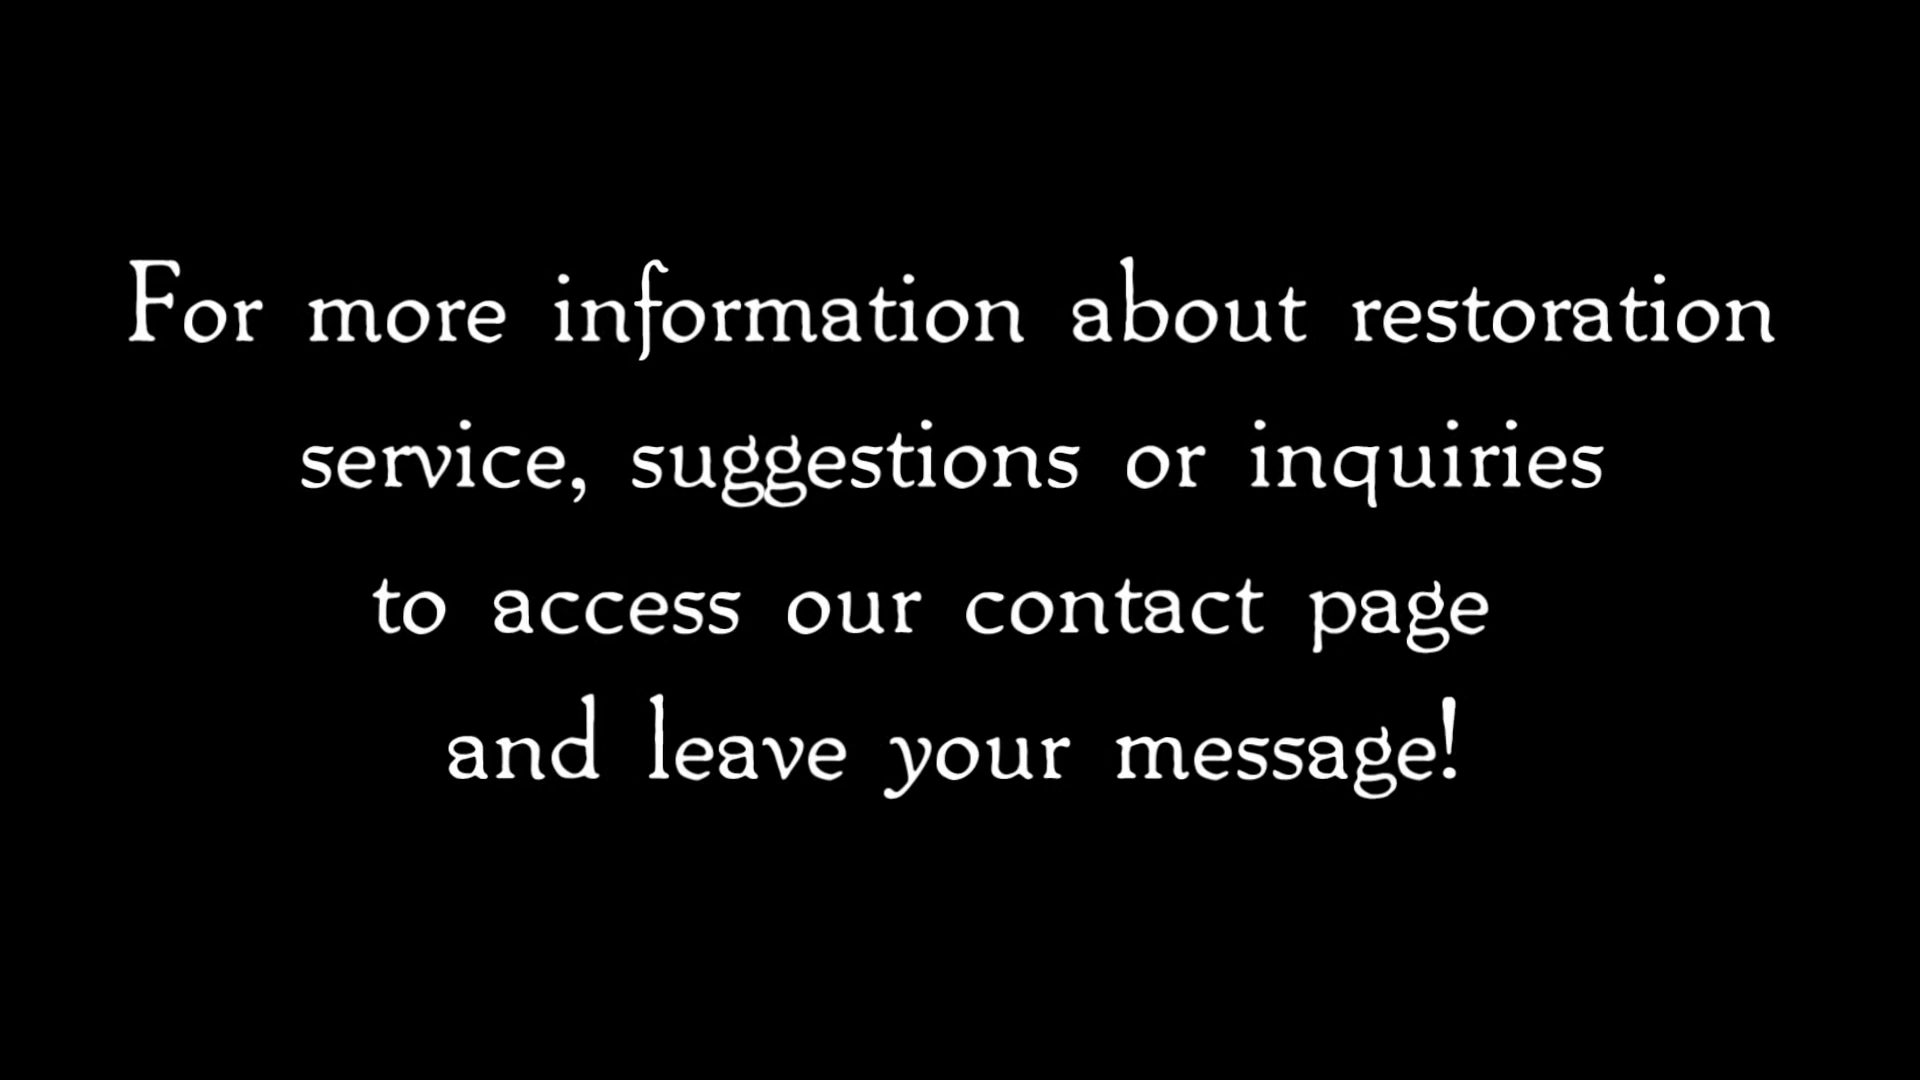 For more information about restoration
service, suggestions or inquiries
to access our contact page
and leave your message!